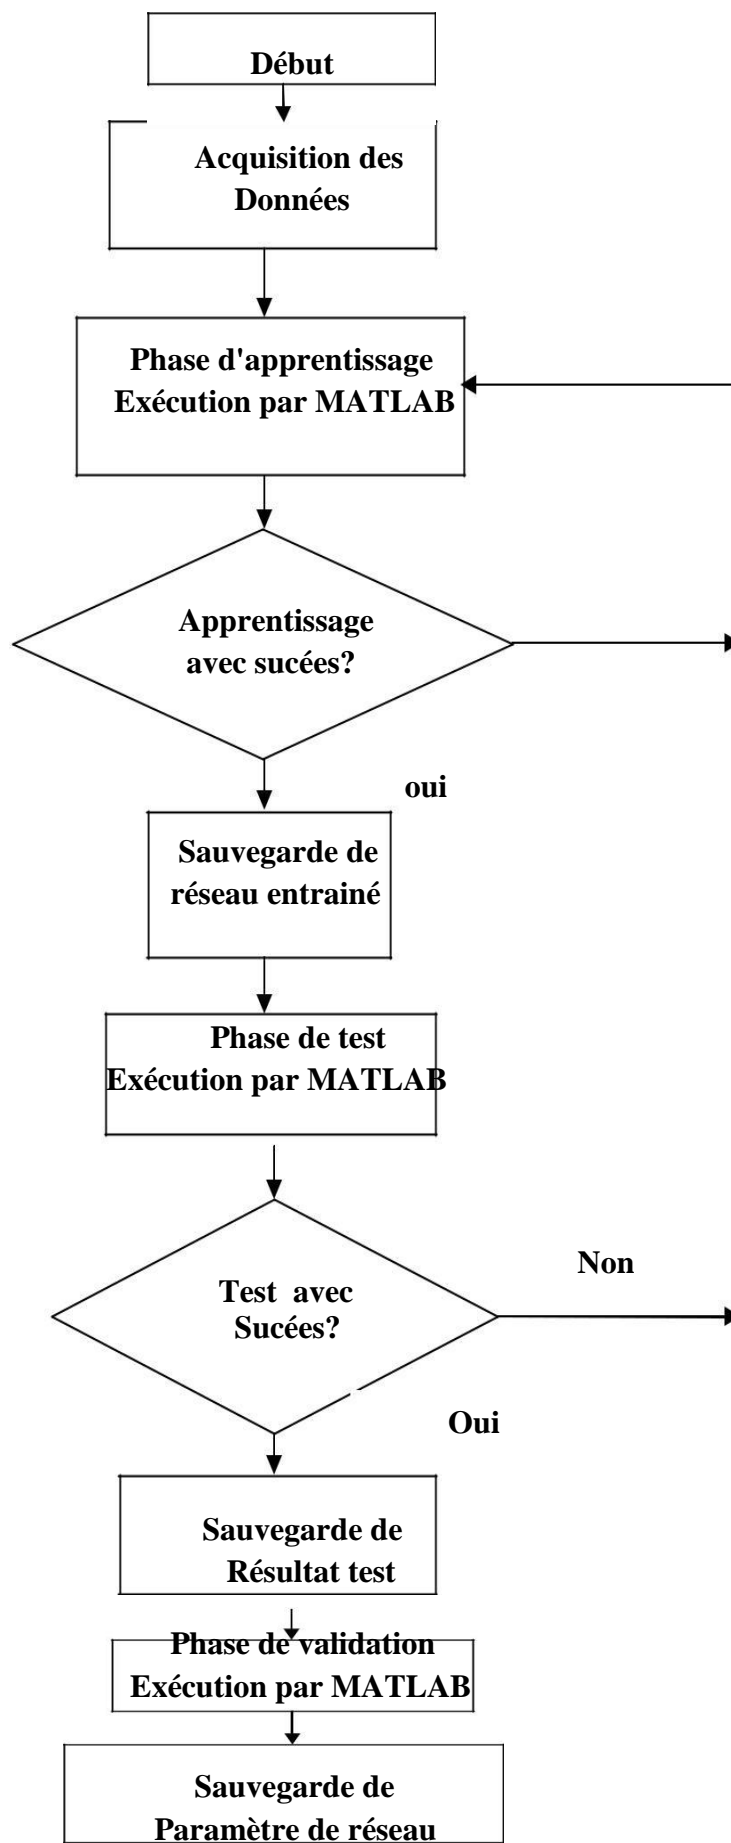 Début
Acquisition des
Données
Phase d'apprentissage
Exécution par MATLAB
Apprentissage
avec sucées?
oui
Sauvegarde de
réseau entrainé
Phase de test
Exécution par MATLAB
Non
Test avec
Sucées?
Oui
Sauvegarde de
Résultat test
Phase de validation
Exécution par MATLAB
Sauvegarde de
Paramètre de réseau